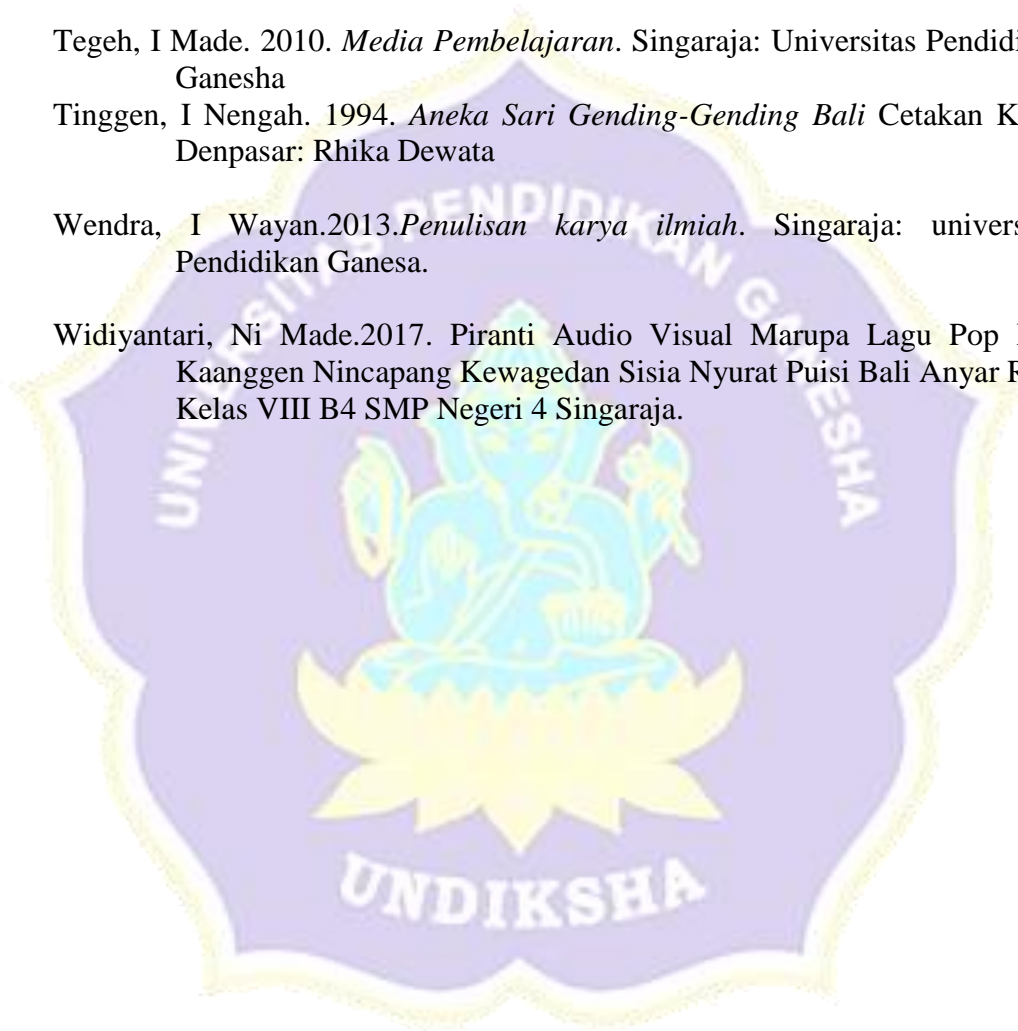 Tegeh, I Made. 2010. Media Pembelajaran. Singaraja: Universitas
Ganesha
Tinggen, I Nengah. 1994. Aneka Sari Gending-Gending Bali Cetakan
Denpasar: Rhika Dewata
Wendra, I Wayan.2013.Penulisan karya ilmiah. Singaraja:
Pendidikan Ganesa.
Widiyantari, Ni Made.2017. Piranti Audio Visual Marupa Lagu Pop
Kaanggen Nincapang Kewagedan Sisia Nyurat Puisi Bali Anyar
Kelas VIII B4 SMP Negeri 4 Singaraja.
UNIVERSITAS PENDIDIKAN GANESHA
UNDIKSHA